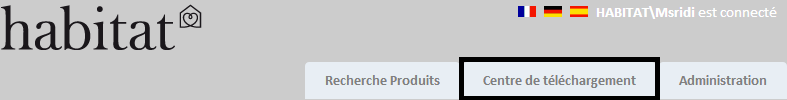 habitat
HABITAT\Msridi est connecté
Recherche Produits
Centre de téléchargement
Administration